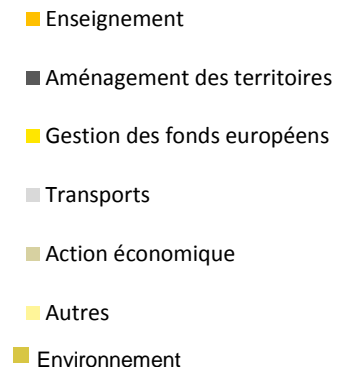 Enseignement
Aménagement des territoires
Gestion des fonds européens
Transports
Action économique
Autres
Environnement